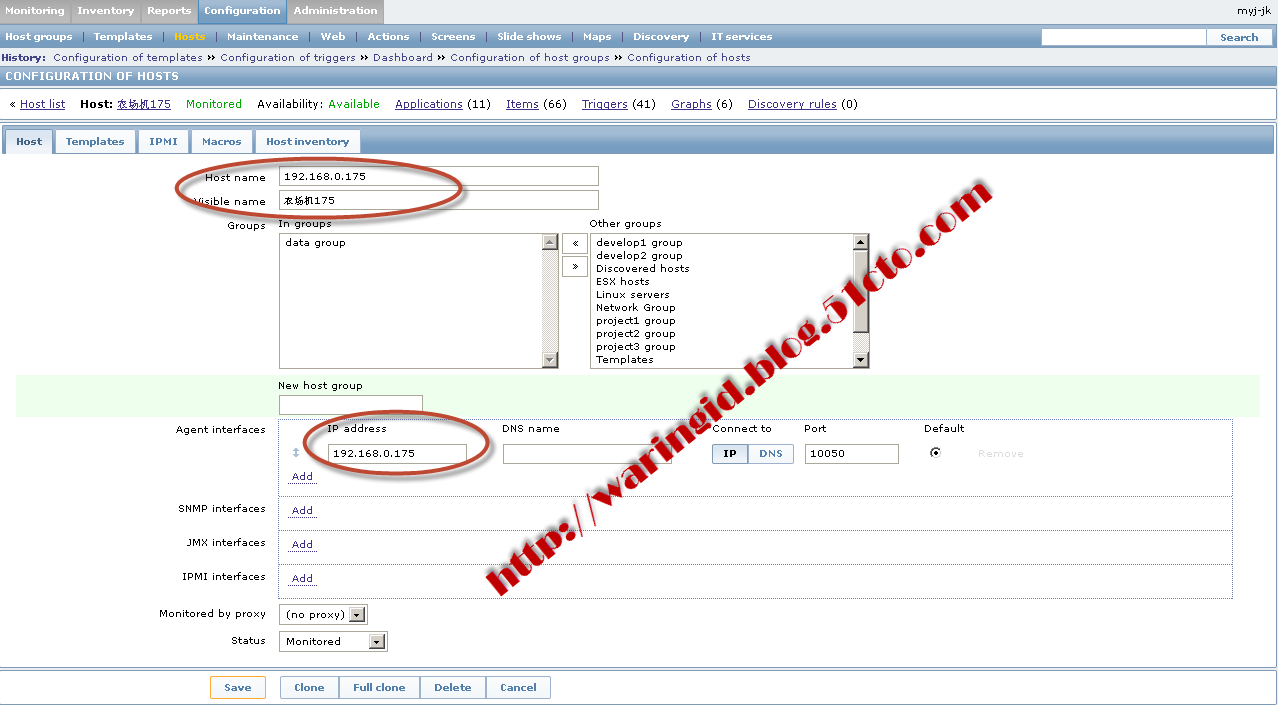 Monitoring Inventory Reports Configuration Administration myj-jk
Host groups | Templates | Hosts | Maintenance | Web | Actions | Screens | Slide shows | Maps | Discovery | IT services Search
History: Configuration of templates » Configuration of triggers » Dashboard » Configuration of host groups » Configuration of hosts
CONFIGURATION OF HOSTS
« Host list Host: 农场机175 Monitored Availability: Available Applications (11) Items (66) Triggers (41) Graphs (6) Discovery rules (0)
Host Templates IPMI Macros Host inventory
Host name 192.168.0.175
Visible name 农场机175
Groups In groups Other groups
data group « develop1 group
develop2 group
» Discovered hosts
ESX hosts
Linux servers
Network Group
project1 group
project2 group
project3 group
Templates
New host group
Agent interfaces IP address DNS name Connect to Port Default
192.168.0.175 IP DNS 10050 Remove
Add
SNMP interfaces Add
JMX interfaces Add
IPMI interfaces Add
Monitored by proxy (no proxy)
Status Monitored
Save Clone Full clone Delete Cancel
http://waringid.blog.51cto.com